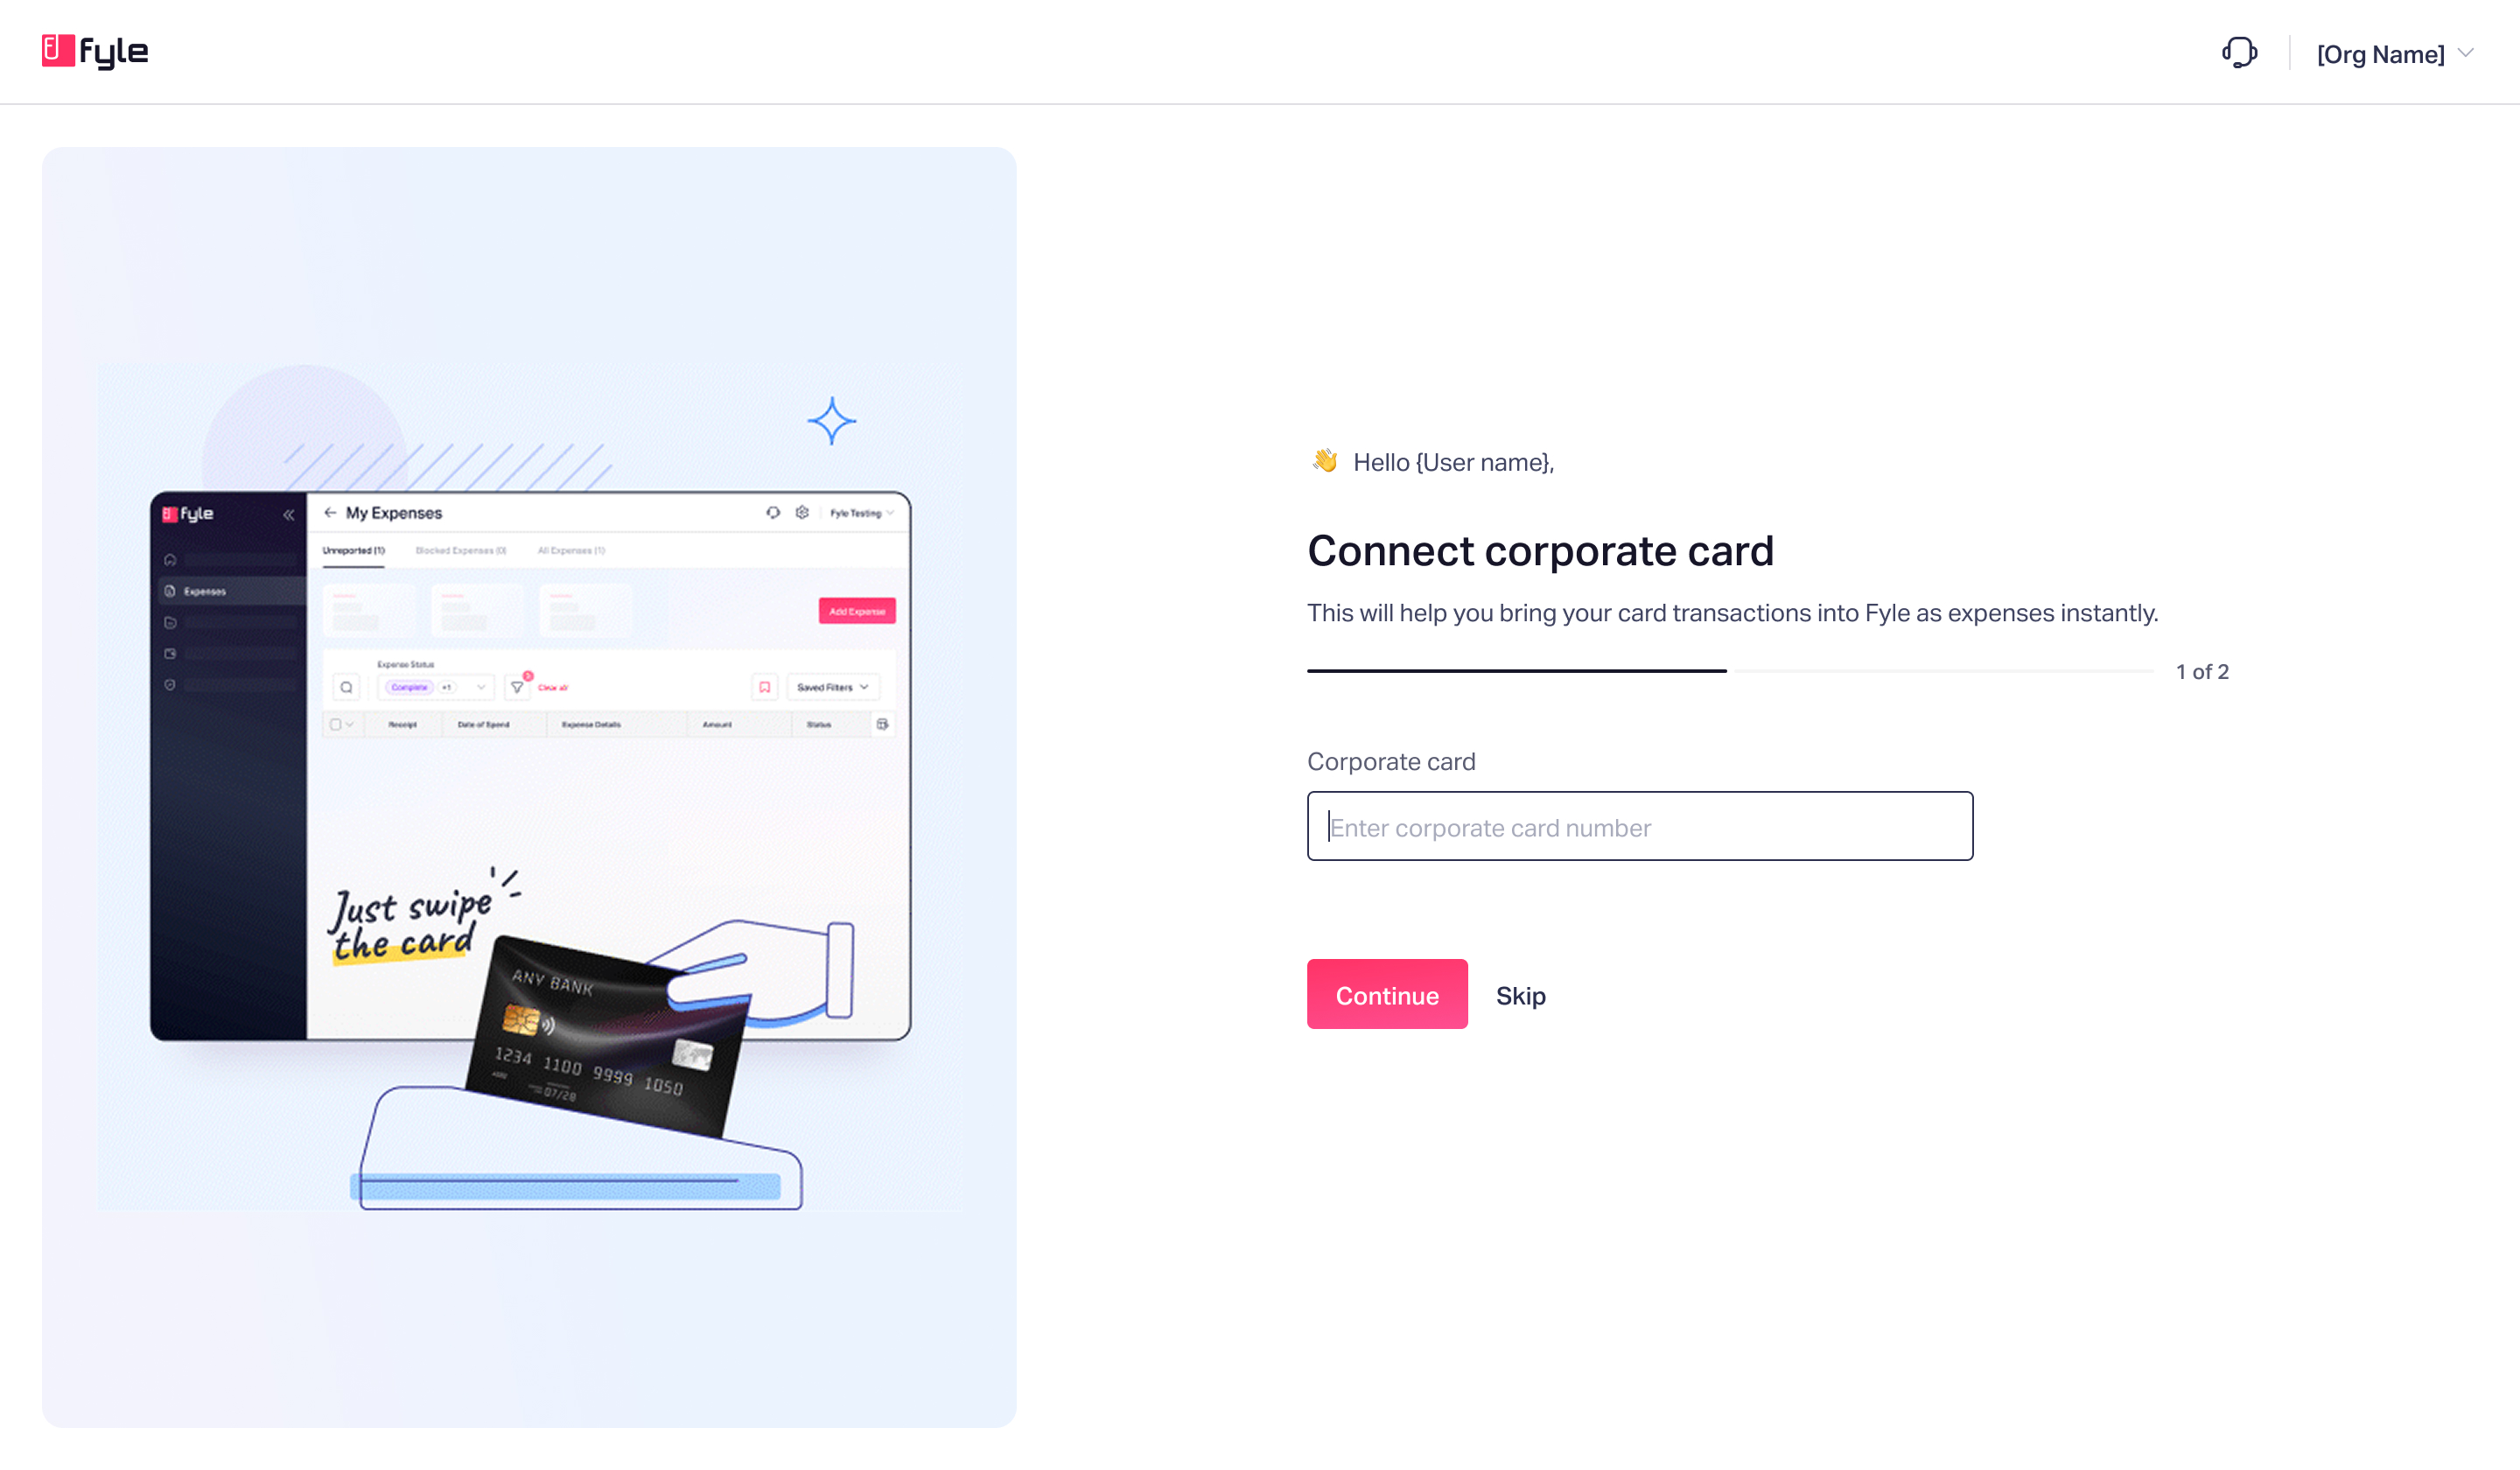 fyle
[Org Name]
fyle
Expenses
My Expenses
Fyle Testing
Unreported (1)
Blocked Expenses (0)
All Expenses (1)
Add Expense
Expense Status
Complete
+1
Clear all
Saved Filters
Receipt
Date of Spend
Expense Details
Amount
Status
Just swipe
the card
ANY BANK
1234 1100 9999 1050
07/28
👋 Hello {User name},
Connect corporate card
This will help you bring your card transactions into Fyle as expenses instantly.
1 of 2
Corporate card
Enter corporate card number
Continue
Skip